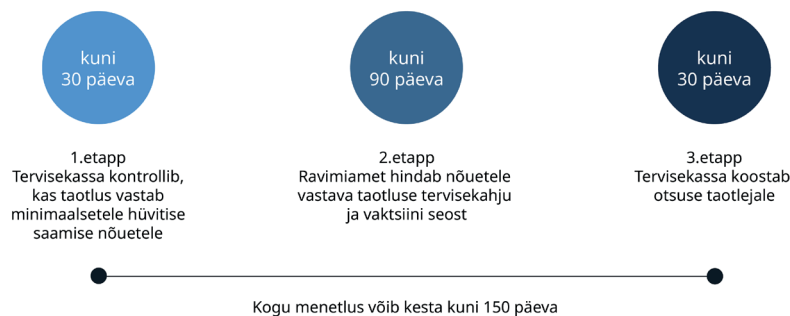 kuni
30 päeva
kuni
90 päeva
kuni
30 päeva
1.etapp
Tervisekassa kontrollib,
kas taotlus vastab
minimaalsetele hüvitise
saamise nõuetele
2.etapp
Ravimiamet hindab nõuetele
vastava taotluse tervisekahju
ja vaktsiini seost
3.etapp
Tervisekassa koostab
otsuse taotlejale
Kogu menetlus võib kesta kuni 150 päeva